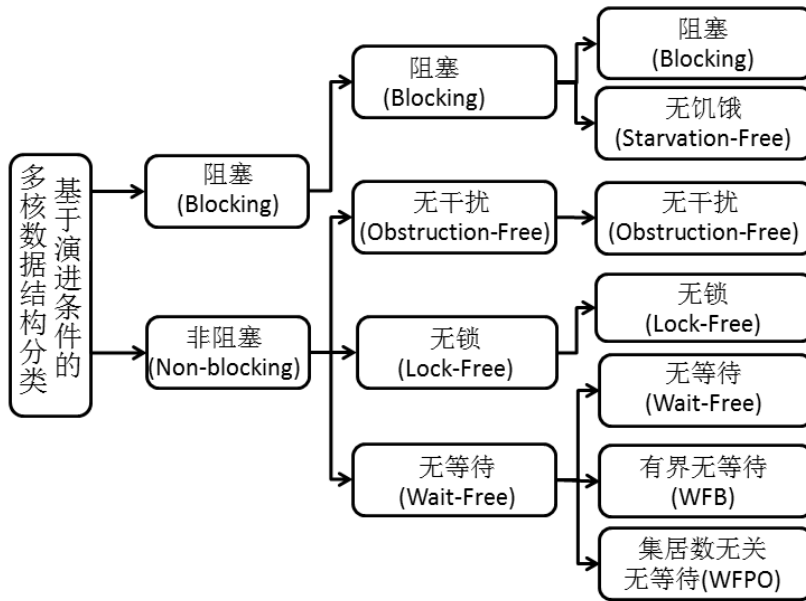 基于演进条件的
多核数据结构分类
阻塞
(Blocking)
非阻塞
(Non-blocking)
阻塞
(Blocking)
无干扰
(Obstruction-Free)
无锁
(Lock-Free)
无等待
(Wait-Free)
阻塞
(Blocking)
无饥饿
(Starvation-Free)
无干扰
(Obstruction-Free)
无锁
(Lock-Free)
无等待
(Wait-Free)
有界无等待
(WFB)
集居数无关
无等待(WFPO)